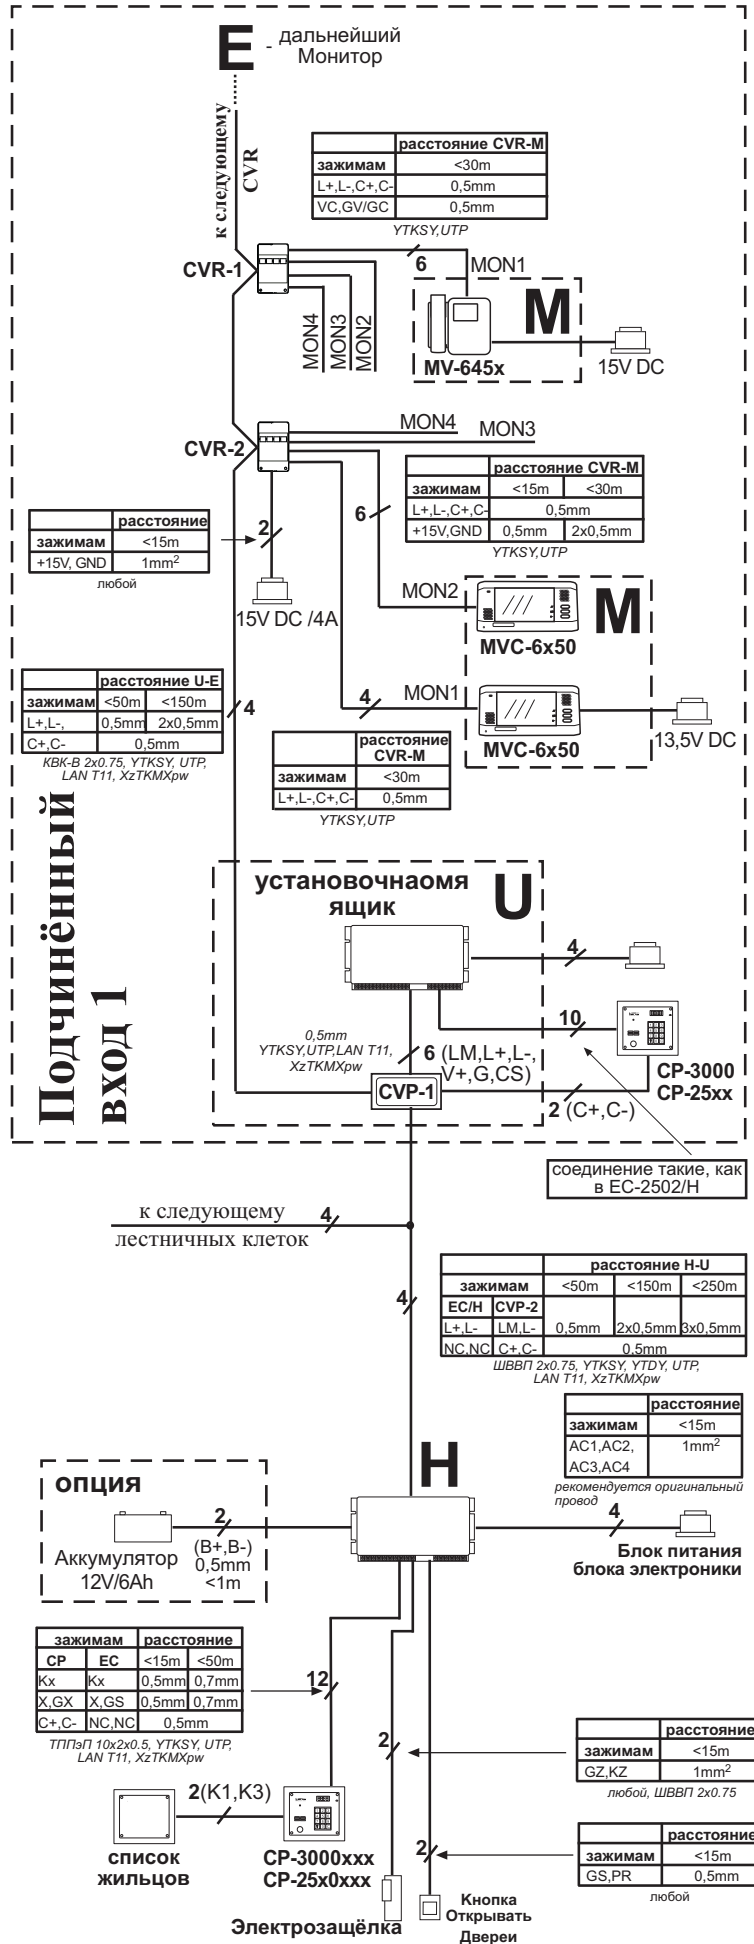 E - дальнейший
Монитор
к следующему
CVR
расстояние CVR-M
зажимам <30m
L+,L-,C+,C- 0,5mm
VC,GV/GC 0,5mm
YTKSY,UTP
6
MON1
CVR-1
MON4
MON3
MON2
M
MV-645x
15V DC
MON4
MON3
CVR-2
расстояние CVR-M
зажимам <15m <30m
L+,L-,C+,C- 0,5mm
+15V,GND 0,5mm 2x0,5mm
YTKSY,UTP
6
расстояние
зажимам <15m
+15V, GND 1mm²
любой
2
15V DC /4A
MON2
M
MVC-6x50
расстояние U-E
зажимам <50m <150m
L+,L-, 0,5mm 2x0,5mm
C+,C- 0,5mm
КВК-В 2x0.75, YTKSY, UTP,
LAN T11, XzTKMXpw
4
4
MON1
MVC-6x50
13,5V DC
расстояние
CVR-M
зажимам <30m
L+,L-,C+,C- 0,5mm
YTKSY,UTP
Подчинённый
вход 1
установочнаомя
ящик
U
4
10
0,5mm
YTKSY,UTP,LAN T11,
XzTKMXpw
6 (LM,L+,L-,
V+,G,CS)
CP-3000
CP-25xx
CVP-1
2 (C+,C-)
соединение такие, как
в EC-2502/H
к следующему
4
лестничных клеток
4
расстояние H-U
зажимам <50m <150m <250m
EC/H CVP-2
L+,L- LM,L- 0,5mm 2x0,5mm 3x0,5mm
NC,NC C+,C- 0,5mm
ШВВП 2x0.75, YTKSY, YTDY, UTP,
LAN T11, XzTKMXpw
расстояние
зажимам <15m
AC1,AC2, 1mm²
AC3,AC4
рекомендуется оригинальный
провод
H
опция
2
(B+,B-)
0,5mm
<1m
Аккумулятор
12V/6Ah
4
Блок питания
блока электроники
зажимам расстояние
CP EC <15m <50m
Kx Kx 0,5mm 0,7mm
X,GX X,GS 0,5mm 0,7mm
C+,C- NC,NC 0,5mm
ТППэП 10x2x0.5, YTKSY, UTP,
LAN T11, XzTKMXpw
12
2
расстояние
зажимам <15m
GZ,KZ 1mm²
любой, ШВВП 2x0.75
2(K1,K3)
список
жильцов
CP-3000xxx
CP-25x0xxx
2
расстояние
зажимам <15m
GS,PR 0,5mm
любой
Электрозащёлка
Кнопка
Открывать
Двереи